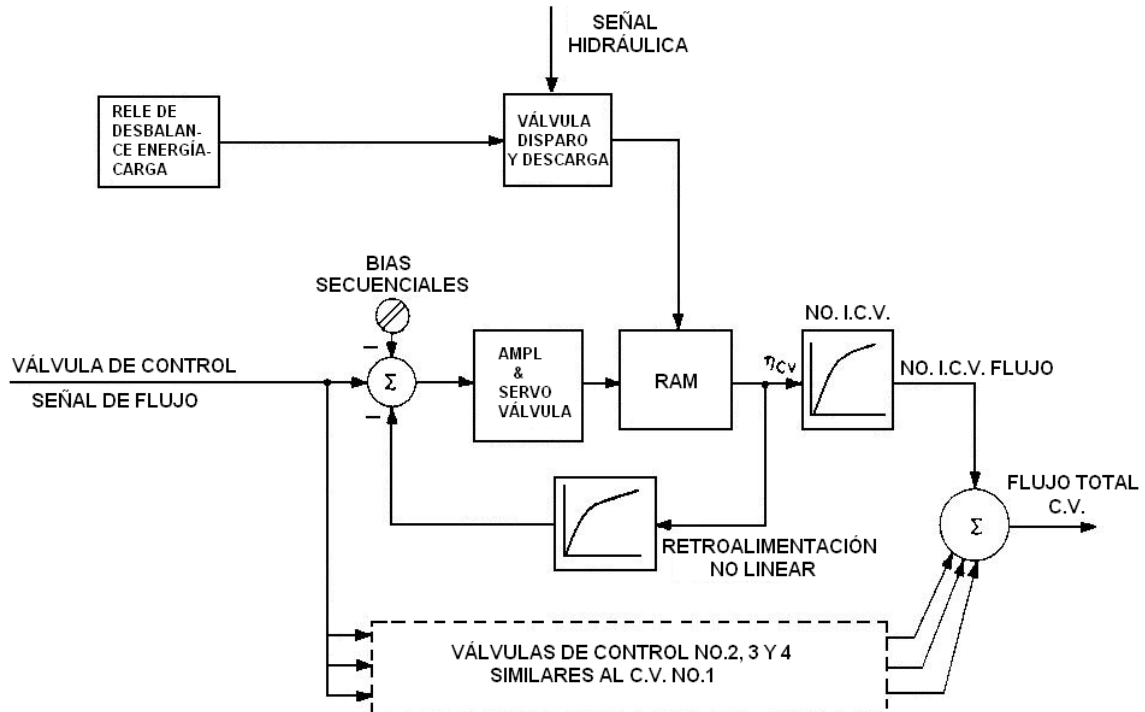 SEÑAL
HIDRÁULICA
RELE DE
DESBALAN-
CE ENERGÍA-
CARGA
VÁLVULA
DISPARO
Y DESCARGA
BIAS
SECUENCIALES
VÁLVULA DE CONTROL
SEÑAL DE FLUJO
Σ
AMPL
&
SERVO
VÁLVULA
RAM
ηCV
NO. I.C.V.
NO. I.C.V. FLUJO
FLUJO TOTAL
C.V.
Σ
RETROALIMENTACIÓN
NO LINEAR
VÁLVULAS DE CONTROL NO.2, 3 Y 4
SIMILARES AL C.V. NO.1